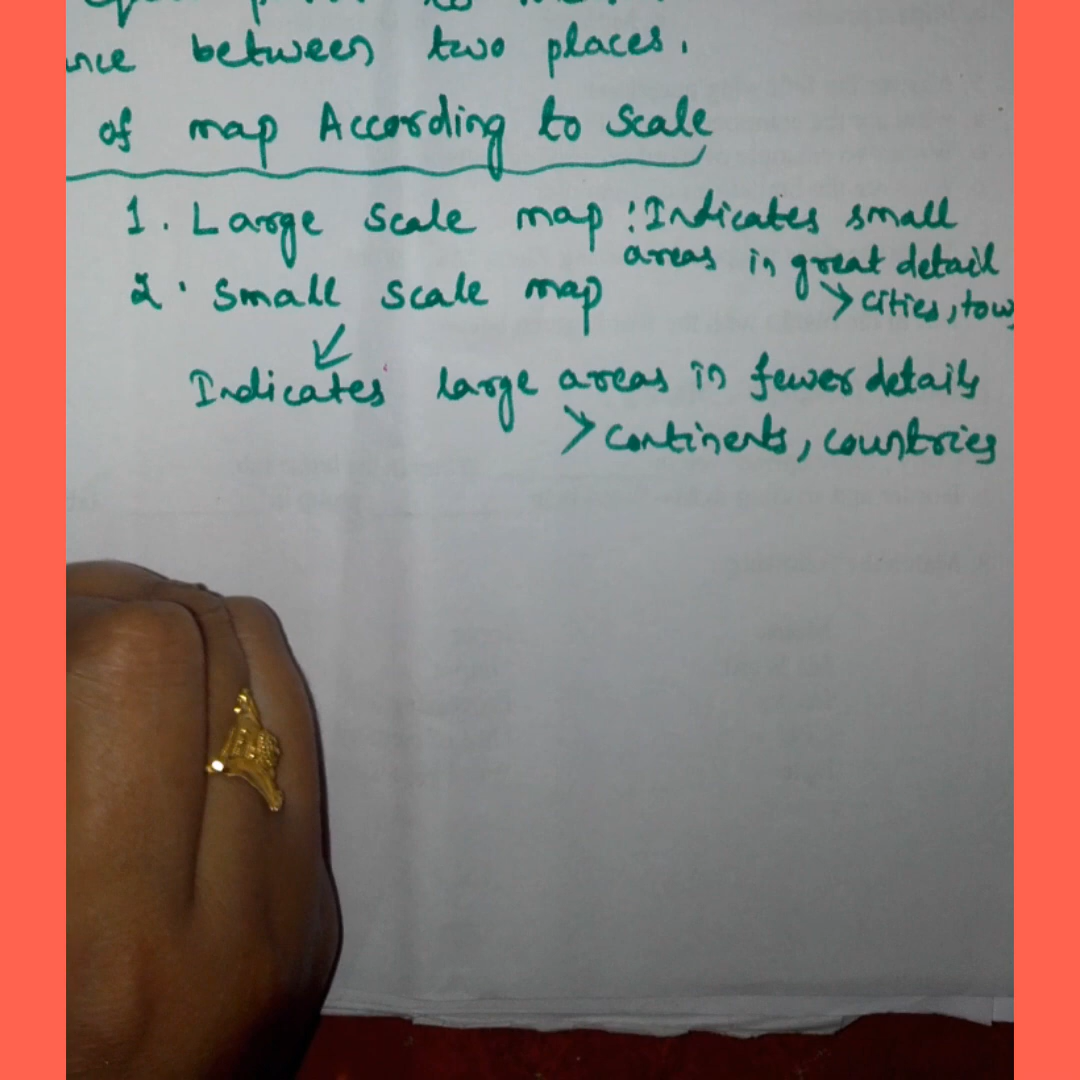 between two places.
of map According to Scale
1. Large Scale map : Indicates small
areas in great detail
2. Small Scale map
> cities, tow
Indicates large areas in fewer details
> continents, countries